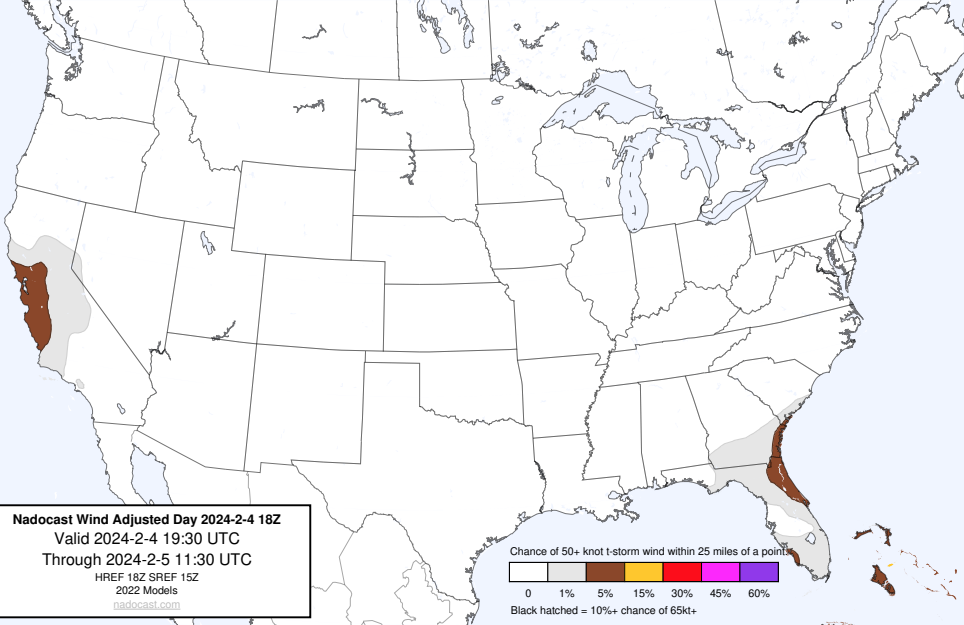 Nadocast Wind Adjusted Day 2024-2-4 18Z
Valid 2024-2-4 19:30 UTC
Through 2024-2-5 11:30 UTC
HREF 18Z SREF 15Z
2022 Models
nadocast.com
Chance of 50+ knot t-storm wind within 25 miles of a point.
0 1% 5% 15% 30% 45% 60%
Black hatched = 10%+ chance of 65kt+